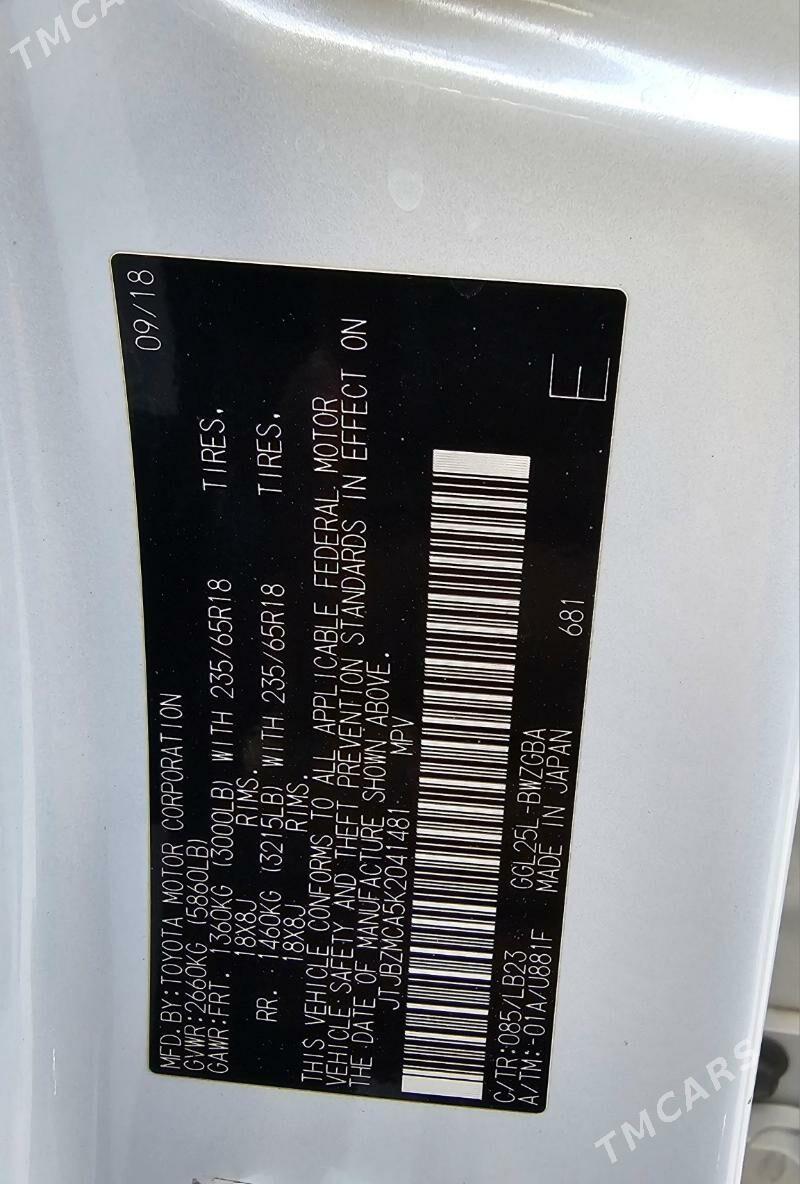 TMCARS
09/18
MFD.BY:TOYOTA MOTOR CORPORATION
GVWR:2660KG (5860LB)
GAWR:FRT. 1360KG (3000LB) WITH 235/65R18 TIRES,
18X8J RIMS.
RR. 1460KG (3215LB) WITH 235/65R18 TIRES,
18X8J RIMS.
THIS VEHICLE CONFORMS TO ALL APPLICABLE FEDERAL MOTOR
VEHICLE SAFETY AND THEFT PREVENTION STANDARDS IN EFFECT ON
THE DATE OF MANUFACTURE SHOWN ABOVE.
JTJBZMCA5K2041481 MPV
C/TR:085/LB23 GGL25L-BWZGBA
A/TM:-01A/U881F MADE IN JAPAN 681
E
TMCARS